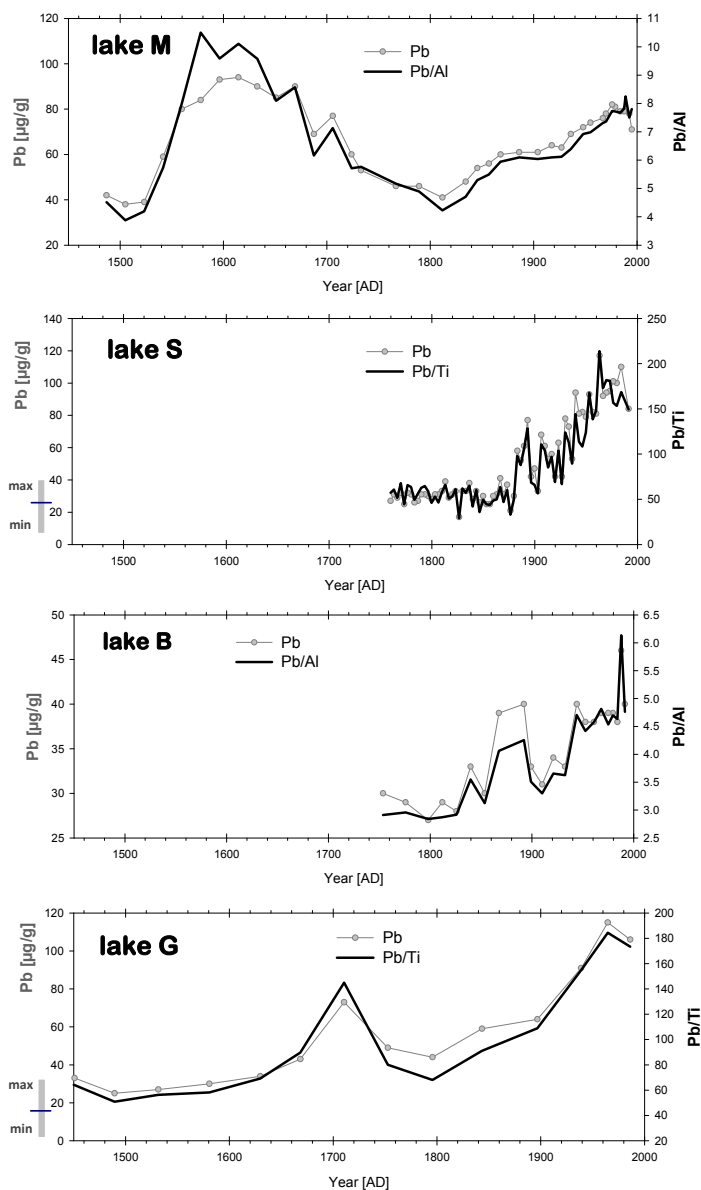 lake M
Pb
Pb/Al
Pb [µg/g]
Pb/Al
120
100
80
60
40
20
11
10
9
8
7
6
5
4
3
1500 1600 1700 1800 1900 2000
Year [AD]
lake S
Pb
Pb/Ti
Pb [µg/g]
Pb/Ti
140
120
100
80
60
40
20
0
250
200
150
100
50
0
max
min
1500 1600 1700 1800 1900 2000
Year [AD]
lake B
Pb
Pb/Al
Pb [µg/g]
Pb/Al
50
45
40
35
30
25
6.5
6.0
5.5
5.0
4.5
4.0
3.5
3.0
2.5
1500 1600 1700 1800 1900 2000
Year [AD]
lake G
Pb
Pb/Ti
Pb [µg/g]
Pb/Ti
120
100
80
60
40
20
0
200
180
160
140
120
100
80
60
40
20
max
min
1500 1600 1700 1800 1900 2000
Year [AD]